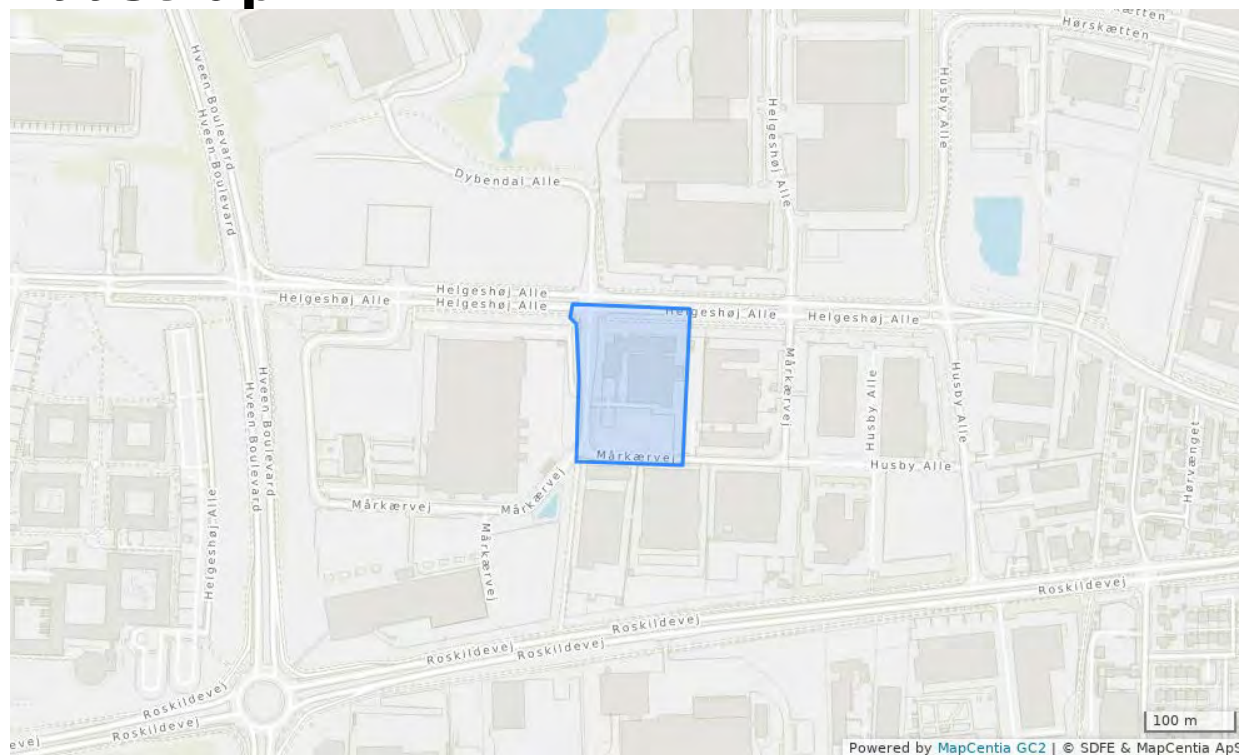 Hørskætten
Hveen Boulevard
Hveen Boulevard
Helgeshøj Alle
Husby Alle
Dybendal Alle
Helgeshøj Alle
Helgeshøj Alle
Helgeshøj Alle
Helgeshøj Alle
Helgeshøj Alle
Mårkærvej
Husby Alle
Husby Alle
Hveen Boulevard
Hveen Boulevard
Hørvænget
Mårkærvej
Husby Alle
Mårkærvej
Mårkærvej
Mårkærvej
Helgeshøj Alle
Roskildevej
Roskildevej
Roskildevej
Roskildevej
Roskildevej
Roskildevej
100 m
Powered by MapCentia GC2 | © SDFE & MapCentia ApS